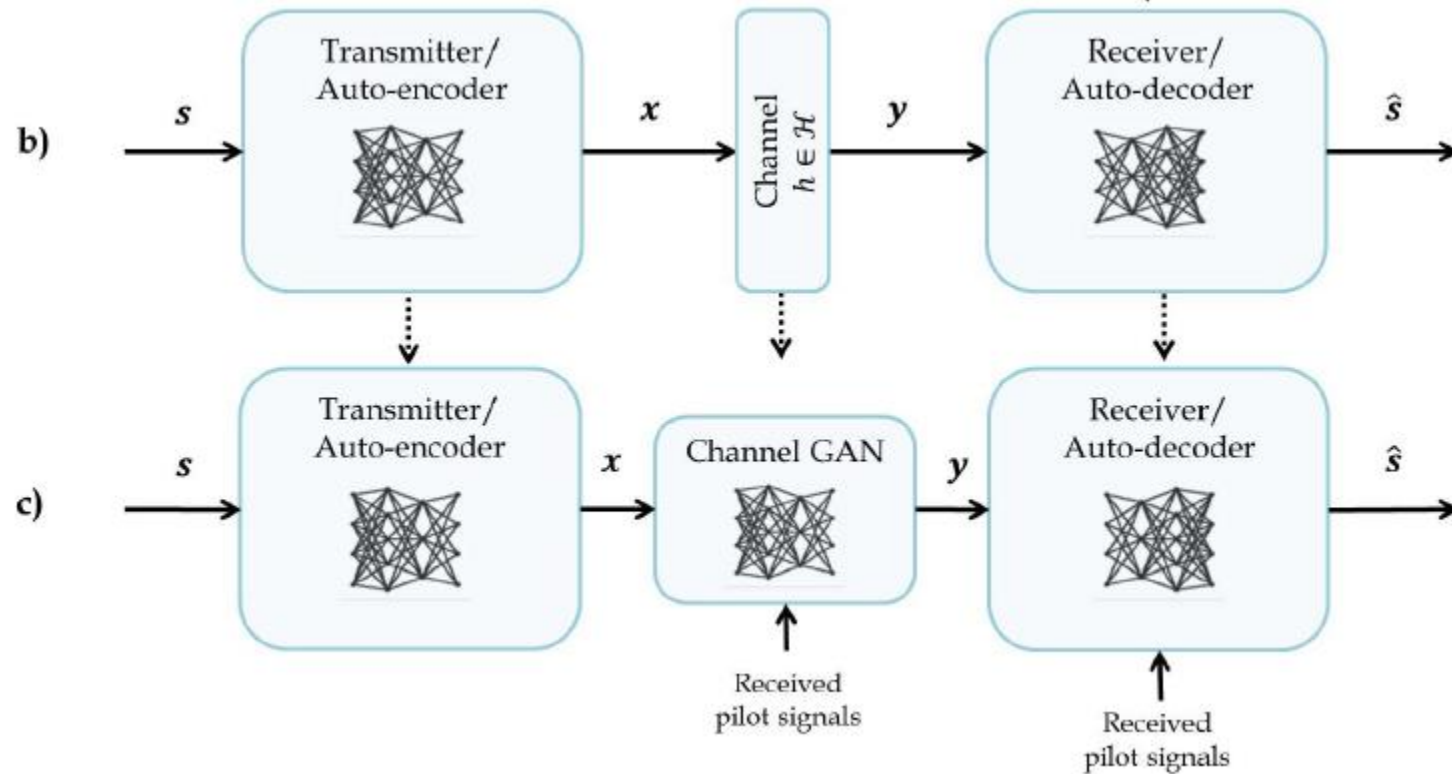 b)
s
Transmitter/
Auto-encoder
x
Channel
h ∈ ℋ
y
Receiver/
Auto-decoder
ŝ
c)
s
Transmitter/
Auto-encoder
x
Channel GAN
y
Receiver/
Auto-decoder
ŝ
Received
pilot signals
Received
pilot signals